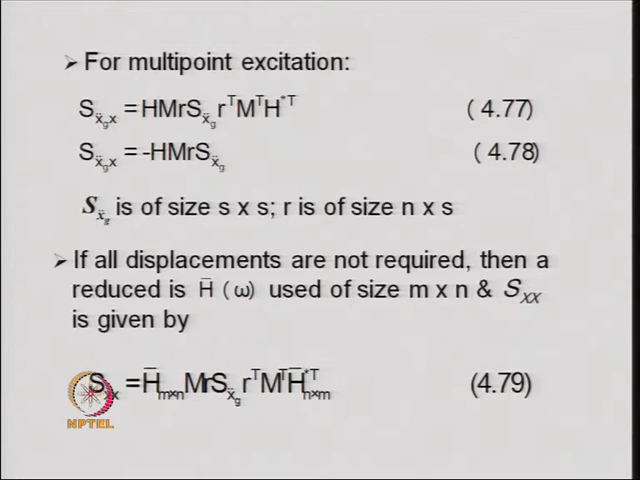 ➢ For multipoint excitation:
S_{ẍ_g x} = HMrS_{ẍ_g} r^T M^T H^{*T} (4.77)
S_{ẍ_g x} = -HMrS_{ẍ_g} (4.78)
S_{ẍ_g} is of size s x s; r is of size n x s
➢ If all displacements are not required, then a
reduced is H̄ (ω) used of size m x n & S_{XX}
is given by
S_{x} = H̄_{m×n} MrS_{ẍ_g} r^T M^T H̄^{*T}_{n×m} (4.79)
NPTEL